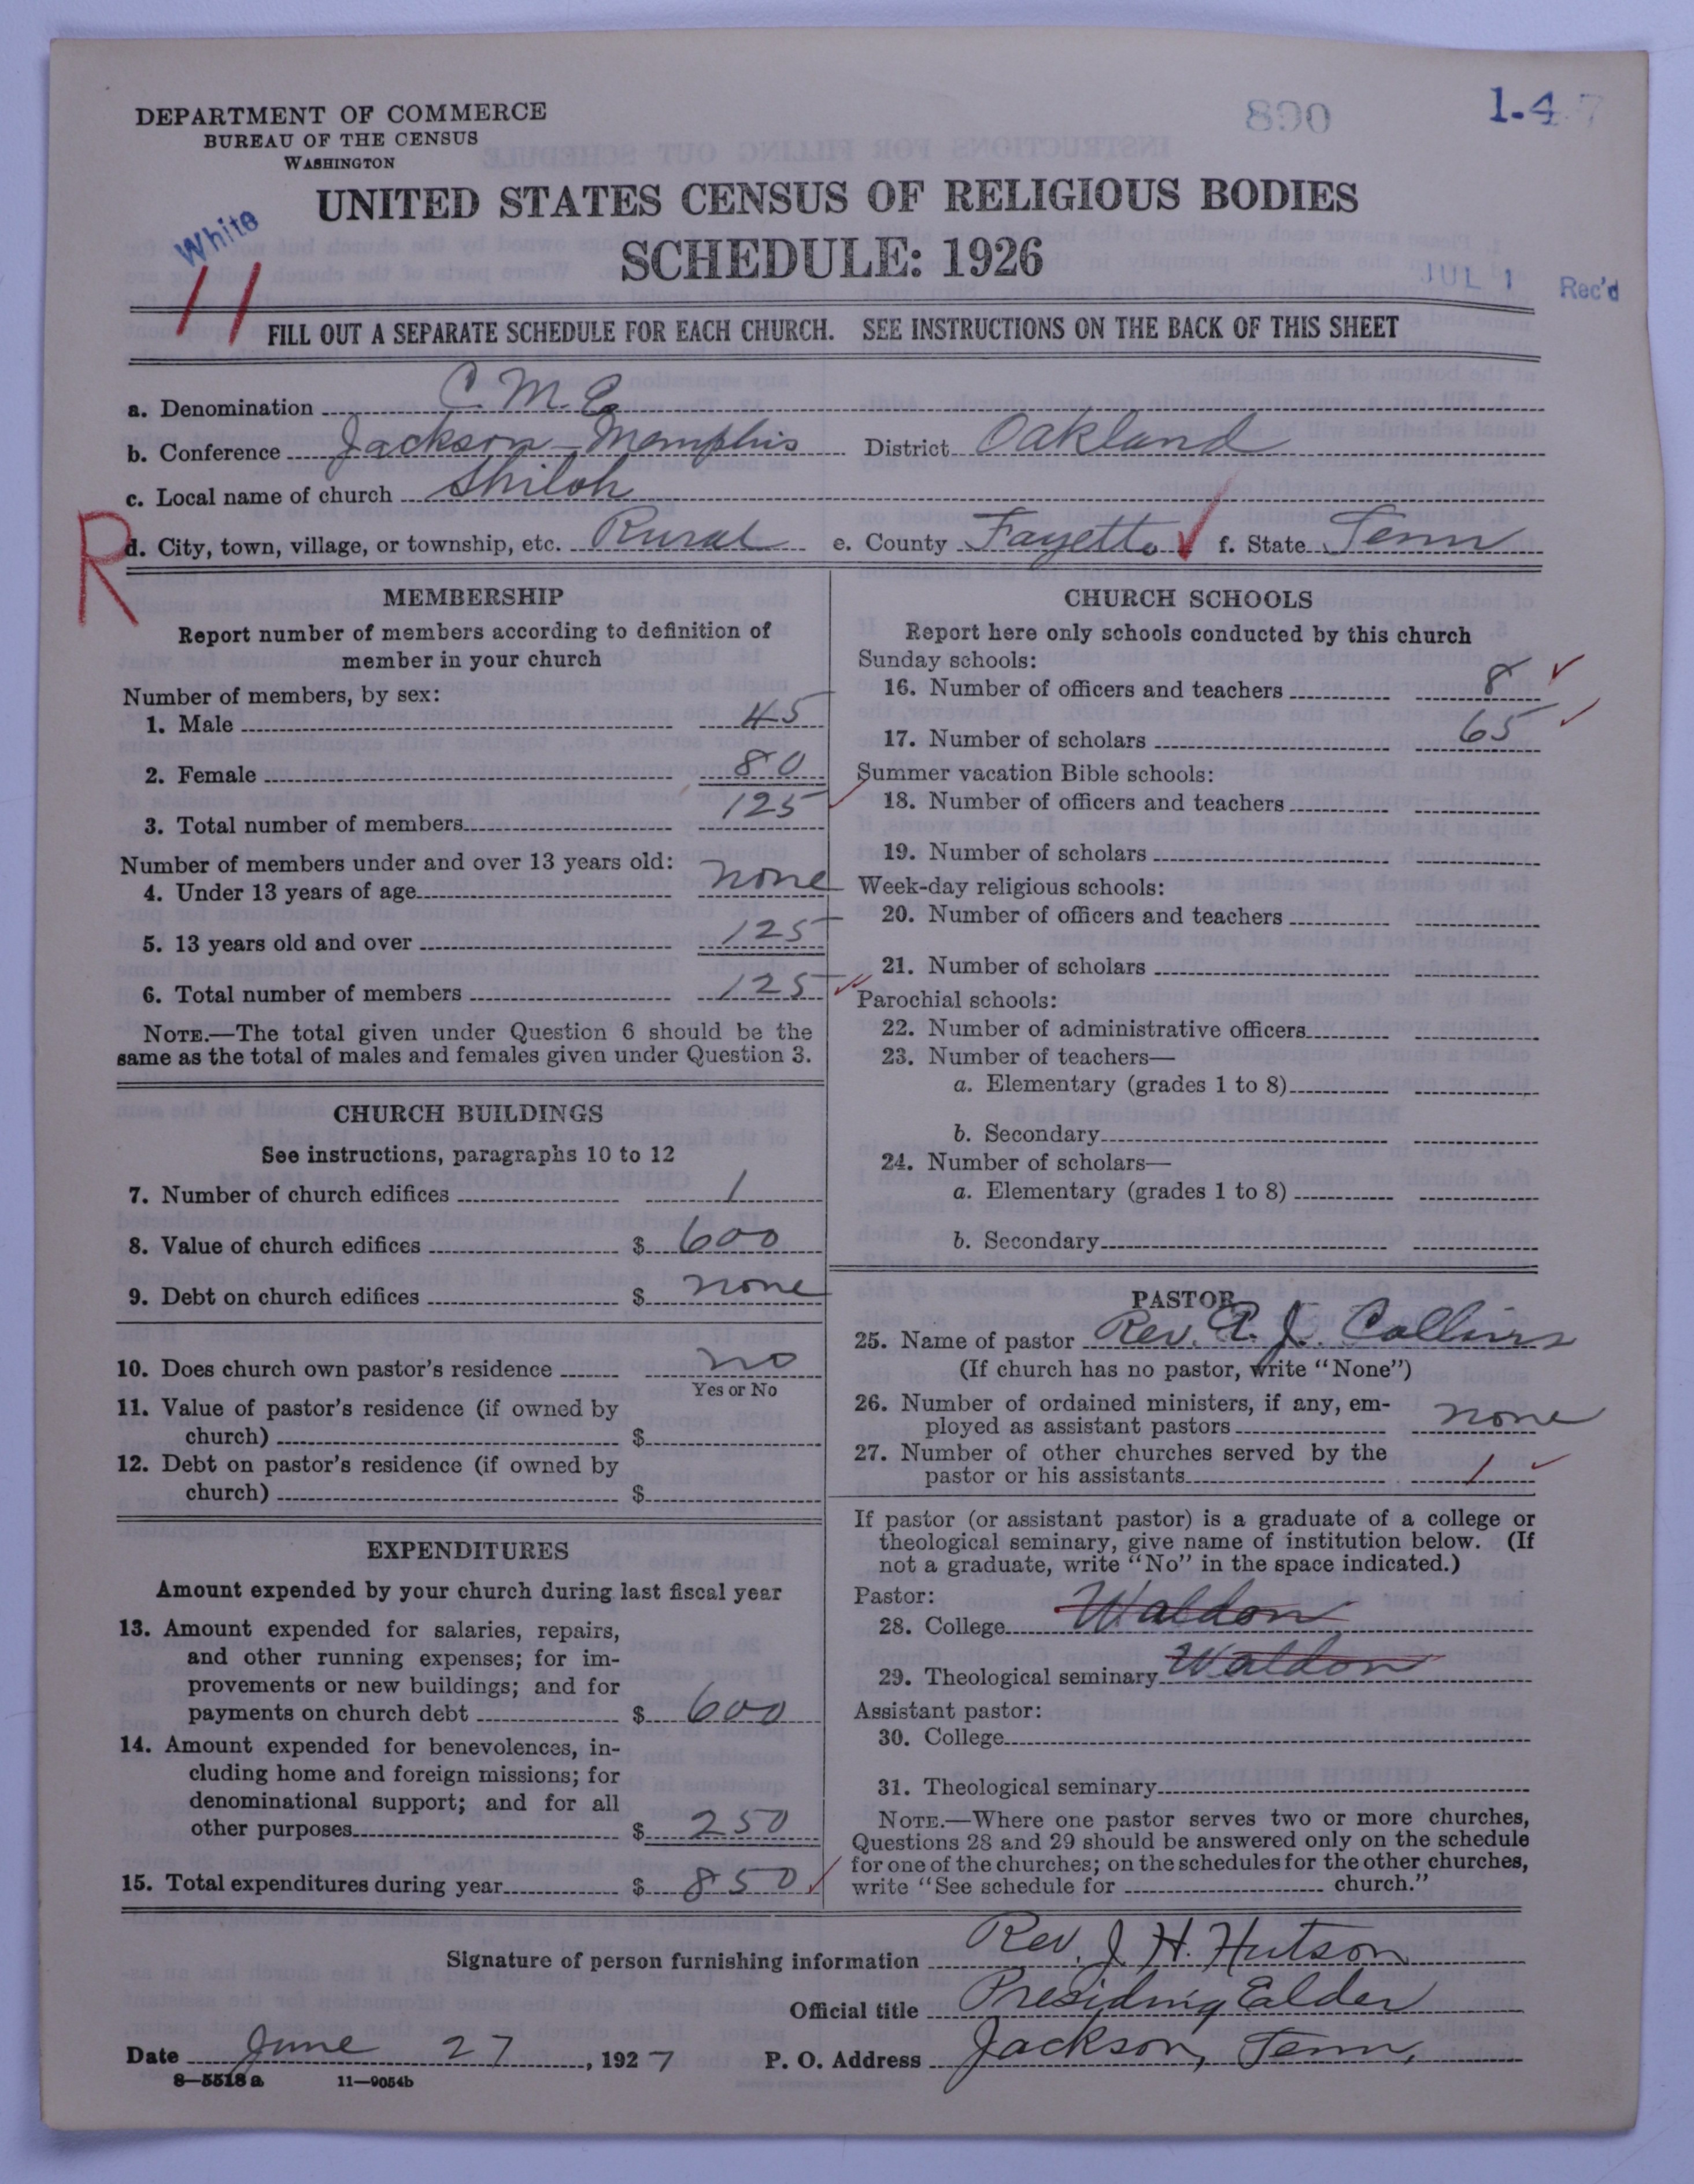 DEPARTMENT OF COMMERCE
BUREAU OF THE CENSUS
WASHINGTON
890
1-4
UNITED STATES CENSUS OF RELIGIOUS BODIES
White
SCHEDULE: 1926
JUL 1 Rec'd
11
FILL OUT A SEPARATE SCHEDULE FOR EACH CHURCH. SEE INSTRUCTIONS ON THE BACK OF THIS SHEET
a. Denomination C. M. E.
b. Conference Jackson-Memphis District Oakland
c. Local name of church Shiloh
R
d. City, town, village, or township, etc. Rural e. County Fayette f. State Tenn
MEMBERSHIP
Report number of members according to definition of
member in your church
Number of members, by sex:
1. Male 45
2. Female 80
3. Total number of members 125
Number of members under and over 13 years old:
4. Under 13 years of age none
5. 13 years old and over 125
6. Total number of members 125
NOTE.—The total given under Question 6 should be the
same as the total of males and females given under Question 3.
CHURCH BUILDINGS
See instructions, paragraphs 10 to 12
7. Number of church edifices 1
8. Value of church edifices $ 600
9. Debt on church edifices $ none
10. Does church own pastor's residence no
Yes or No
11. Value of pastor's residence (if owned by
church) $
12. Debt on pastor's residence (if owned by
church) $
EXPENDITURES
Amount expended by your church during last fiscal year
13. Amount expended for salaries, repairs,
and other running expenses; for im-
provements or new buildings; and for
payments on church debt $ 600
14. Amount expended for benevolences, in-
cluding home and foreign missions; for
denominational support; and for all
other purposes $ 250
15. Total expenditures during year $ 850
CHURCH SCHOOLS
Report here only schools conducted by this church
Sunday schools:
16. Number of officers and teachers 8
17. Number of scholars 65
Summer vacation Bible schools:
18. Number of officers and teachers
19. Number of scholars
Week-day religious schools:
20. Number of officers and teachers
21. Number of scholars
Parochial schools:
22. Number of administrative officers
23. Number of teachers—
a. Elementary (grades 1 to 8)
b. Secondary
24. Number of scholars—
a. Elementary (grades 1 to 8)
b. Secondary
PASTOR
25. Name of pastor Rev. A. J. Collins
(If church has no pastor, write "None")
26. Number of ordained ministers, if any, em-
ployed as assistant pastors none
27. Number of other churches served by the
pastor or his assistants 1
If pastor (or assistant pastor) is a graduate of a college or
theological seminary, give name of institution below. (If
not a graduate, write "No" in the space indicated.)
Pastor:
28. College Waldon
29. Theological seminary Waldon
Assistant pastor:
30. College
31. Theological seminary
NOTE.—Where one pastor serves two or more churches,
Questions 28 and 29 should be answered only on the schedule
for one of the churches; on the schedules for the other churches,
write "See schedule for church."
Signature of person furnishing information Rev. J. H. Hutson
Official title Presiding Elder
Date June 27, 1927 P. O. Address Jackson, Tenn.
8—5518 a 11—9054b